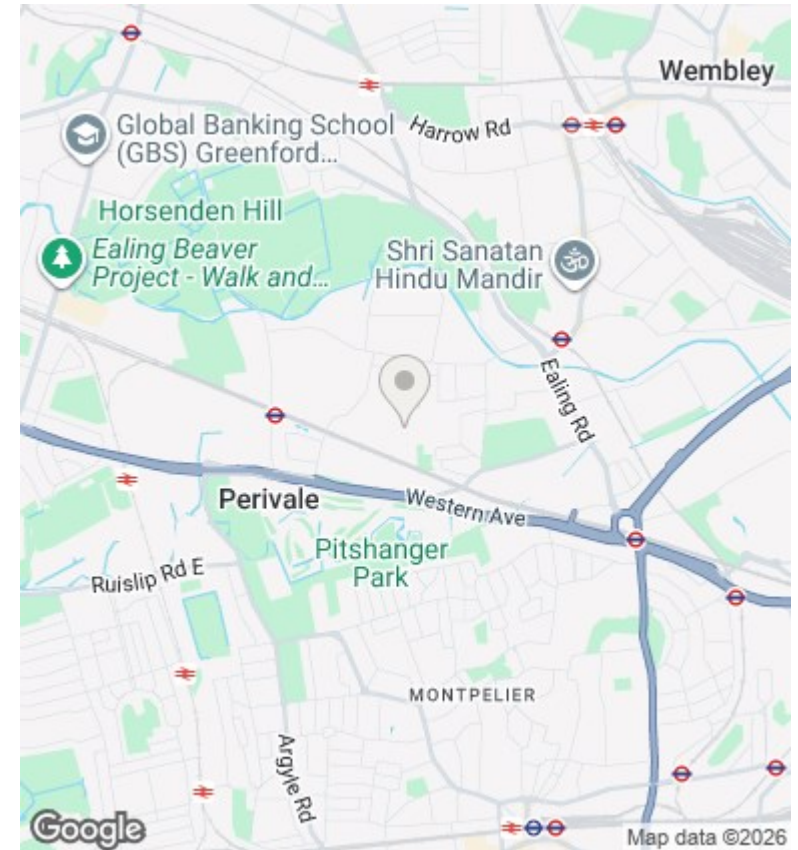 Wembley
Global Banking School
(GBS) Greenford...
Harrow Rd
Horsenden Hill
Ealing Beaver
Project - Walk and...
Shri Sanatan
Hindu Mandir
ॐ
Ealing Rd
Perivale
Western Ave
Pitshanger
Park
Ruislip Rd E
MONTPELIER
Argyle Rd
Google
Map data ©2026